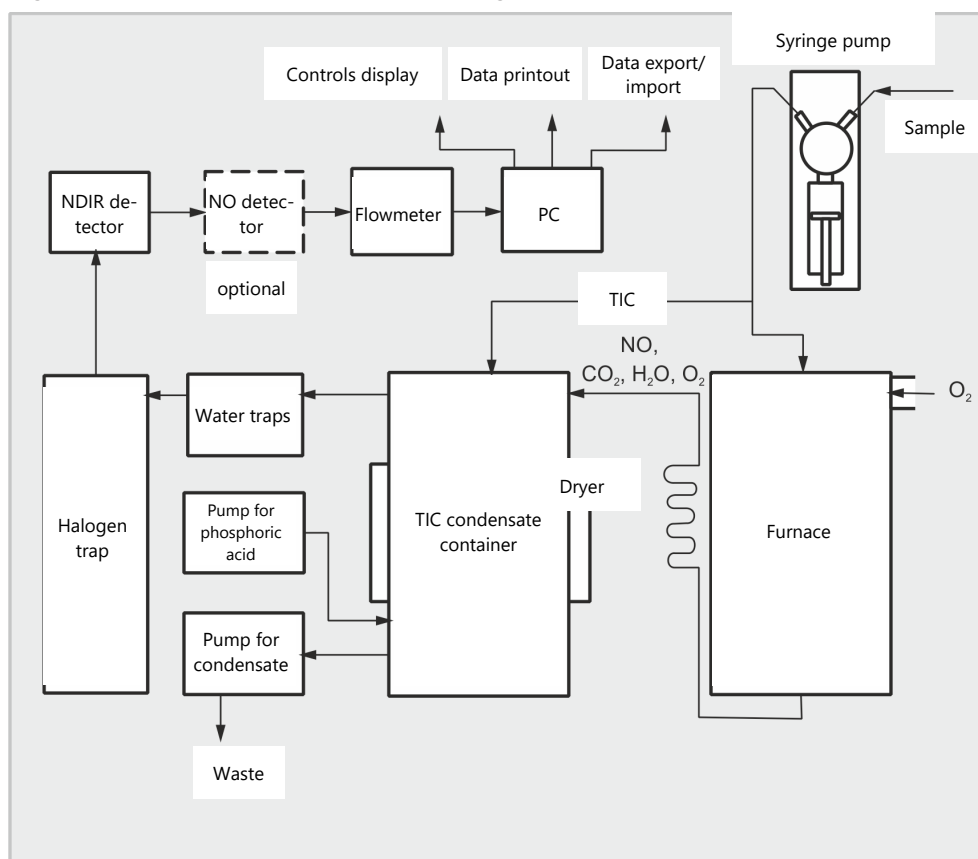 Syringe pump
Controls display
Data printout
Data export/
import
Sample
NDIR de-
tector
NO detec-
tor
optional
Flowmeter
PC
TIC
NO,
CO₂, H₂O, O₂
O₂
Water traps
Halogen
trap
Pump for
phosphoric
acid
TIC condensate
container
Dryer
Furnace
Pump for
condensate
Waste